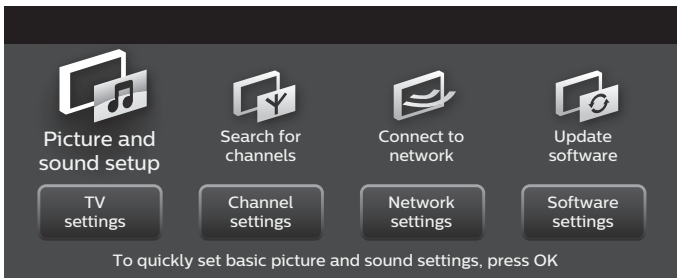 Picture and
sound setup
Search for
channels
Connect to
network
Update
software
TV
settings
Channel
settings
Network
settings
Software
settings
To quickly set basic picture and sound settings, press OK